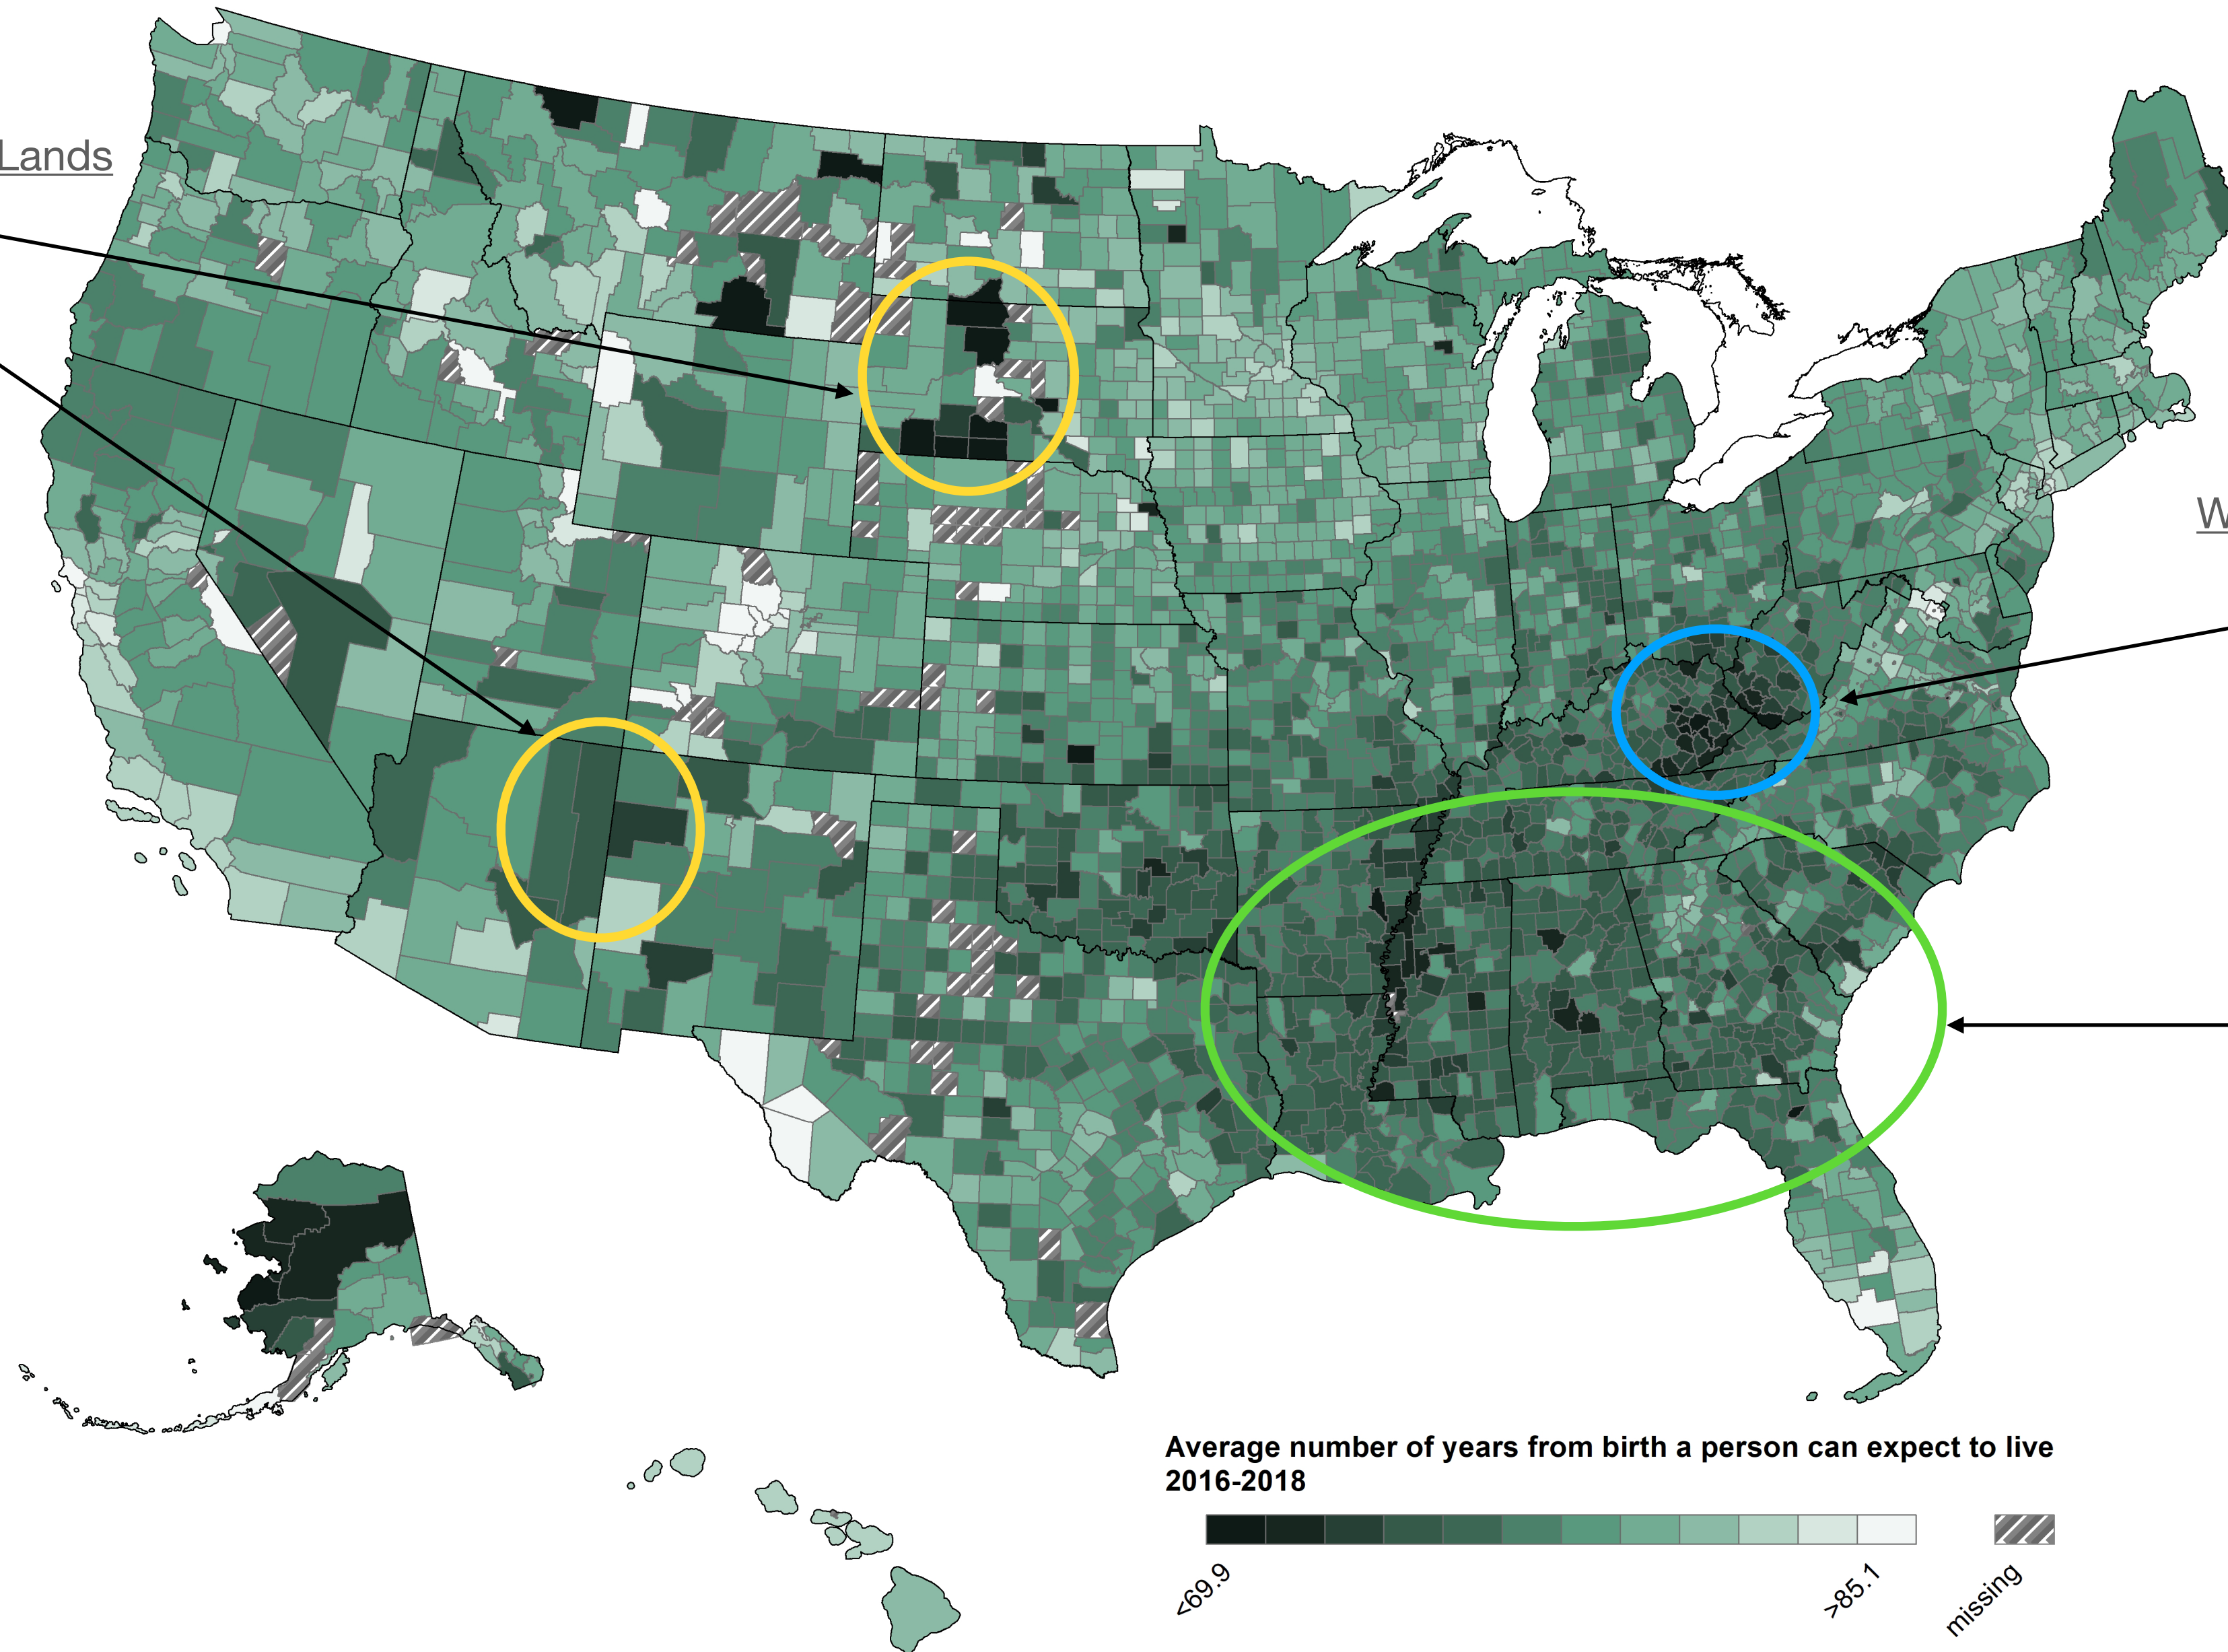 Lands
W
Average number of years from birth a person can expect to live
2016-2018
<69.9
>85.1
missing